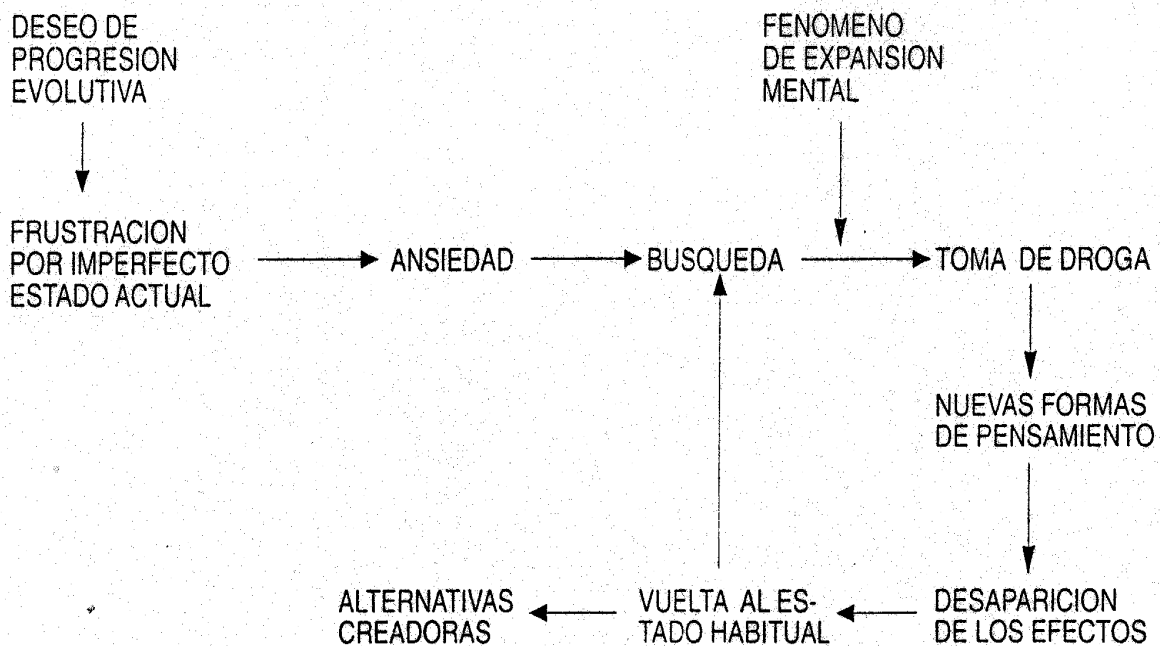 DESEO DE
PROGRESION
EVOLUTIVA
FENOMENO
DE EXPANSION
MENTAL
FRUSTRACION
POR IMPERFECTO
ESTADO ACTUAL
ANSIEDAD
BUSQUEDA
TOMA DE DROGA
NUEVAS FORMAS
DE PENSAMIENTO
ALTERNATIVAS
CREADORAS
VUELTA AL ES-
TADO HABITUAL
DESAPARICION
DE LOS EFECTOS